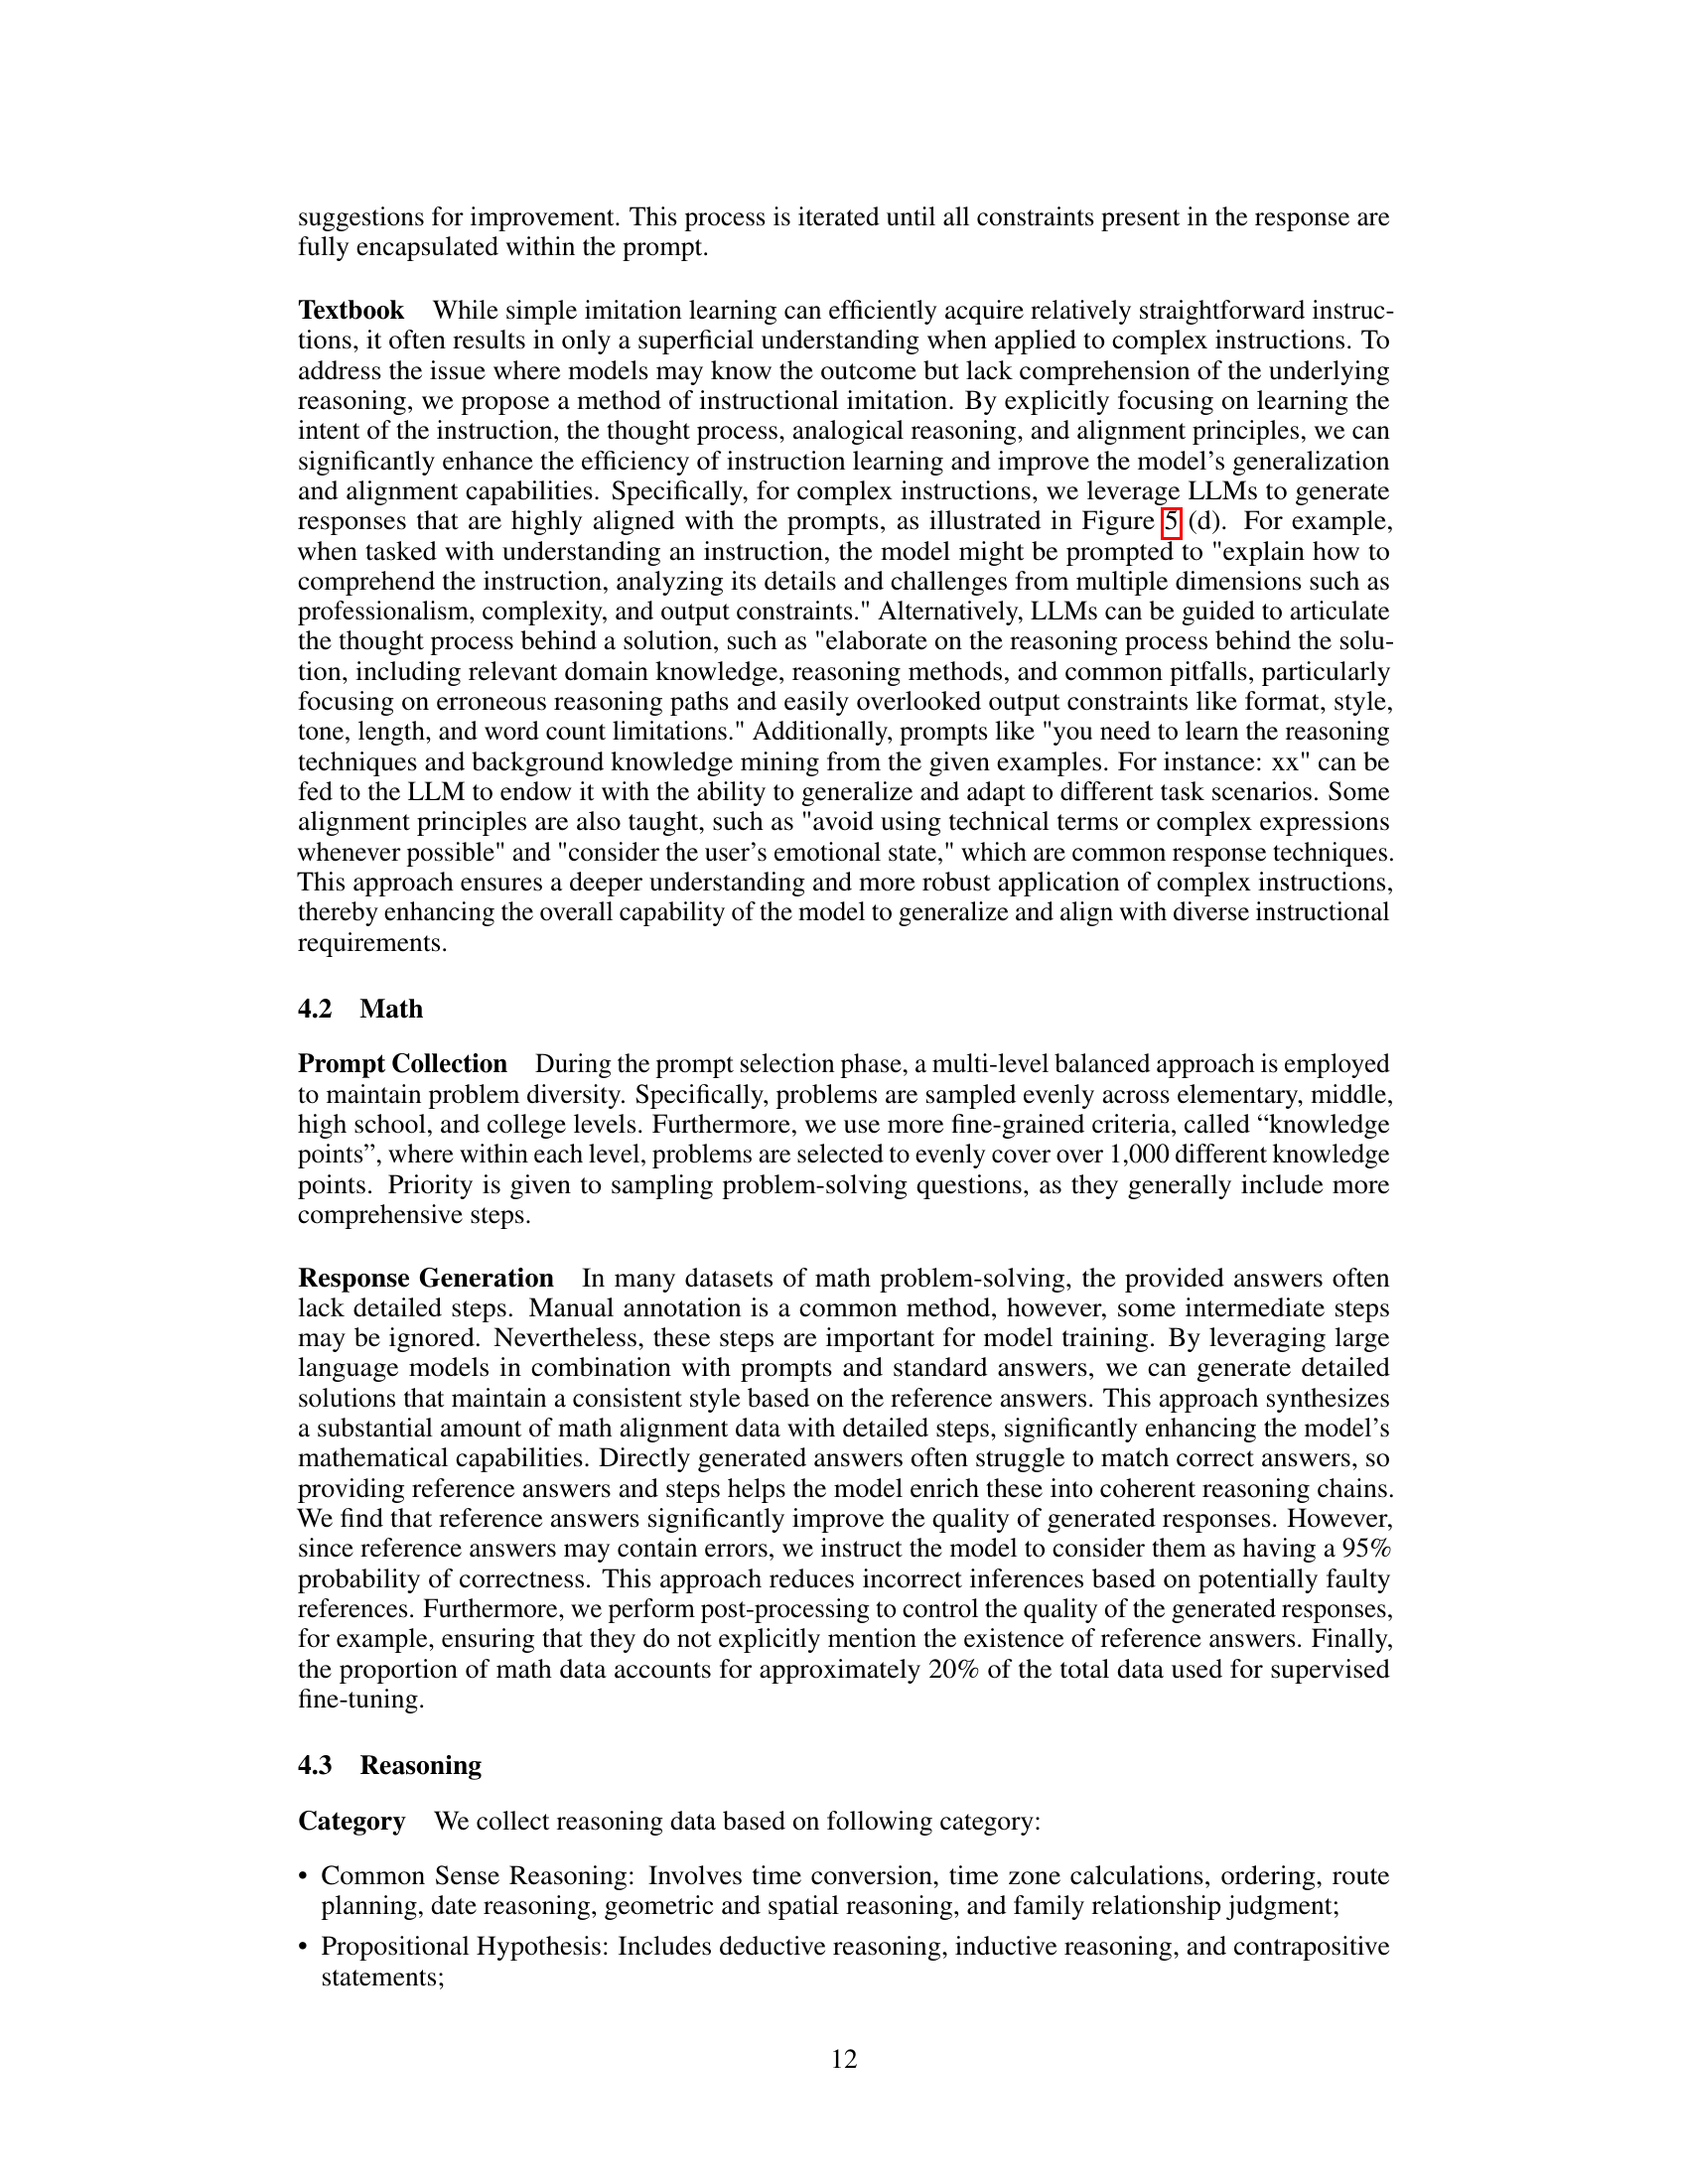 suggestions for improvement. This process is iterated until all constraints present in the response are
fully encapsulated within the prompt.
Textbook While simple imitation learning can efficiently acquire relatively straightforward instruc-
tions, it often results in only a superficial understanding when applied to complex instructions. To
address the issue where models may know the outcome but lack comprehension of the underlying
reasoning, we propose a method of instructional imitation. By explicitly focusing on learning the
intent of the instruction, the thought process, analogical reasoning, and alignment principles, we can
significantly enhance the efficiency of instruction learning and improve the model's generalization
and alignment capabilities. Specifically, for complex instructions, we leverage LLMs to generate
responses that are highly aligned with the prompts, as illustrated in Figure 5 (d). For example,
when tasked with understanding an instruction, the model might be prompted to "explain how to
comprehend the instruction, analyzing its details and challenges from multiple dimensions such as
professionalism, complexity, and output constraints." Alternatively, LLMs can be guided to articulate
the thought process behind a solution, such as "elaborate on the reasoning process behind the solu-
tion, including relevant domain knowledge, reasoning methods, and common pitfalls, particularly
focusing on erroneous reasoning paths and easily overlooked output constraints like format, style,
tone, length, and word count limitations." Additionally, prompts like "you need to learn the reasoning
techniques and background knowledge mining from the given examples. For instance: xx" can be
fed to the LLM to endow it with the ability to generalize and adapt to different task scenarios. Some
alignment principles are also taught, such as "avoid using technical terms or complex expressions
whenever possible" and "consider the user's emotional state," which are common response techniques.
This approach ensures a deeper understanding and more robust application of complex instructions,
thereby enhancing the overall capability of the model to generalize and align with diverse instructional
requirements.
4.2 Math
Prompt Collection During the prompt selection phase, a multi-level balanced approach is employed
to maintain problem diversity. Specifically, problems are sampled evenly across elementary, middle,
high school, and college levels. Furthermore, we use more fine-grained criteria, called “knowledge
points”, where within each level, problems are selected to evenly cover over 1,000 different knowledge
points. Priority is given to sampling problem-solving questions, as they generally include more
comprehensive steps.
Response Generation In many datasets of math problem-solving, the provided answers often
lack detailed steps. Manual annotation is a common method, however, some intermediate steps
may be ignored. Nevertheless, these steps are important for model training. By leveraging large
language models in combination with prompts and standard answers, we can generate detailed
solutions that maintain a consistent style based on the reference answers. This approach synthesizes
a substantial amount of math alignment data with detailed steps, significantly enhancing the model's
mathematical capabilities. Directly generated answers often struggle to match correct answers, so
providing reference answers and steps helps the model enrich these into coherent reasoning chains.
We find that reference answers significantly improve the quality of generated responses. However,
since reference answers may contain errors, we instruct the model to consider them as having a 95%
probability of correctness. This approach reduces incorrect inferences based on potentially faulty
references. Furthermore, we perform post-processing to control the quality of the generated responses,
for example, ensuring that they do not explicitly mention the existence of reference answers. Finally,
the proportion of math data accounts for approximately 20% of the total data used for supervised
fine-tuning.
4.3 Reasoning
Category We collect reasoning data based on following category:
• Common Sense Reasoning: Involves time conversion, time zone calculations, ordering, route
planning, date reasoning, geometric and spatial reasoning, and family relationship judgment;
• Propositional Hypothesis: Includes deductive reasoning, inductive reasoning, and contrapositive
statements;
12